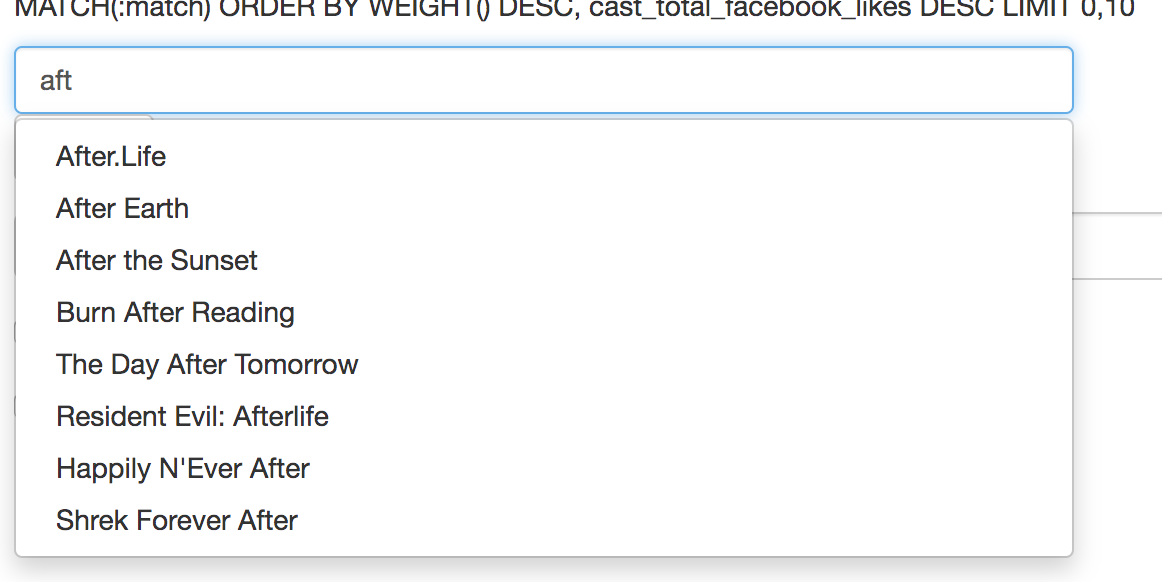 MATCH(:match) ORDER BY WEIGHT() DESC, cast_total_facebook_likes DESC LIMIT 0,10
aft
After.Life
After Earth
After the Sunset
Burn After Reading
The Day After Tomorrow
Resident Evil: Afterlife
Happily N'Ever After
Shrek Forever After